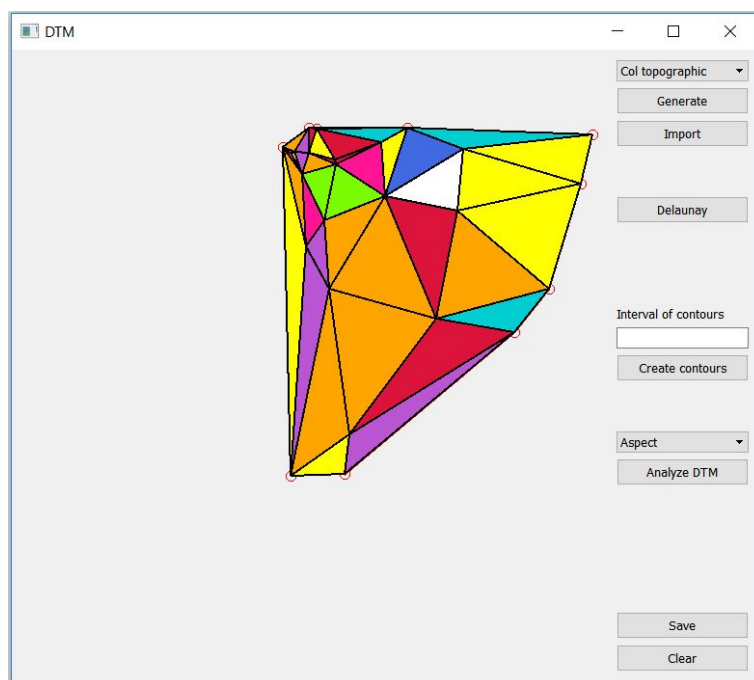 DTM
Col topographic
Generate
Import
Delaunay
Interval of contours
Create contours
Aspect
Analyze DTM
Save
Clear